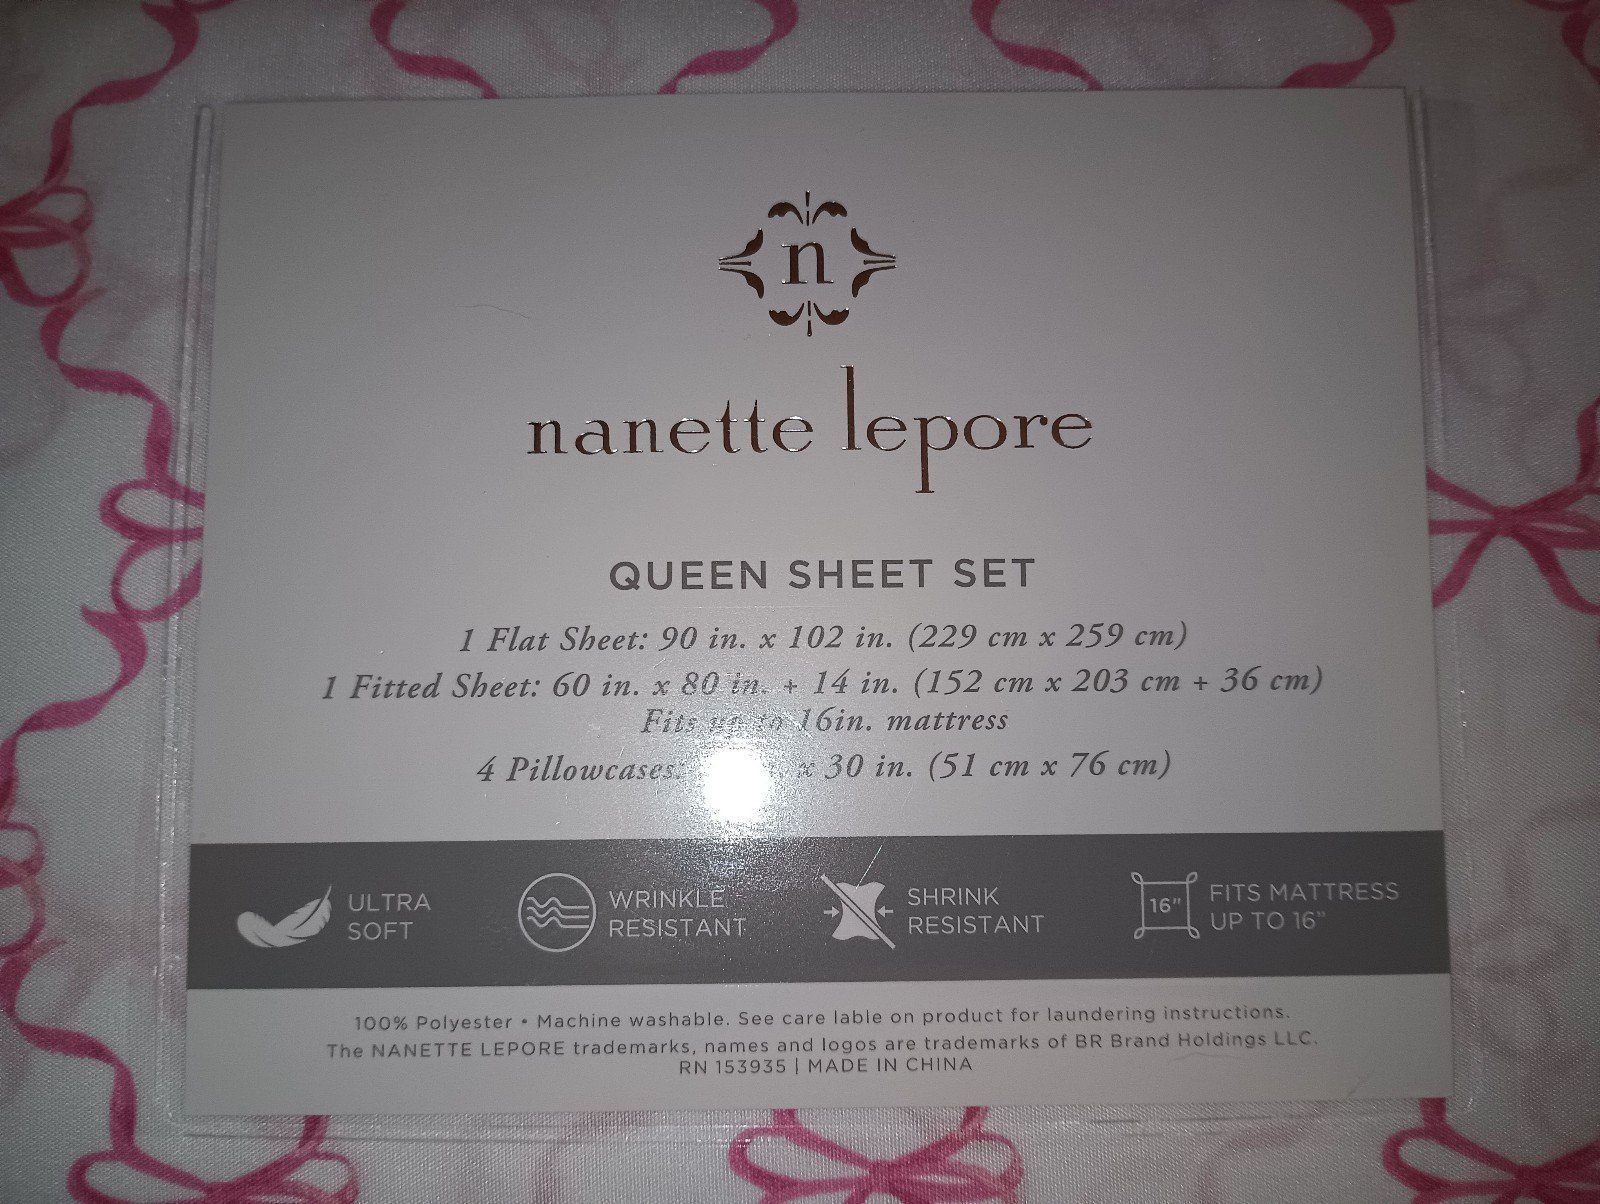 n
nanette lepore
QUEEN SHEET SET
1 Flat Sheet: 90 in. x 102 in. (229 cm x 259 cm)
1 Fitted Sheet: 60 in. x 80 in. + 14 in. (152 cm x 203 cm + 36 cm)
Fits up to 16in. mattress
4 Pillowcases: x 30 in. (51 cm x 76 cm)
ULTRA
SOFT
WRINKLE
RESISTANT
SHRINK
RESISTANT
16"
FITS MATTRESS
UP TO 16"
100% Polyester • Machine washable. See care lable on product for laundering instructions.
The NANETTE LEPORE trademarks, names and logos are trademarks of BR Brand Holdings LLC.
RN 153935 | MADE IN CHINA